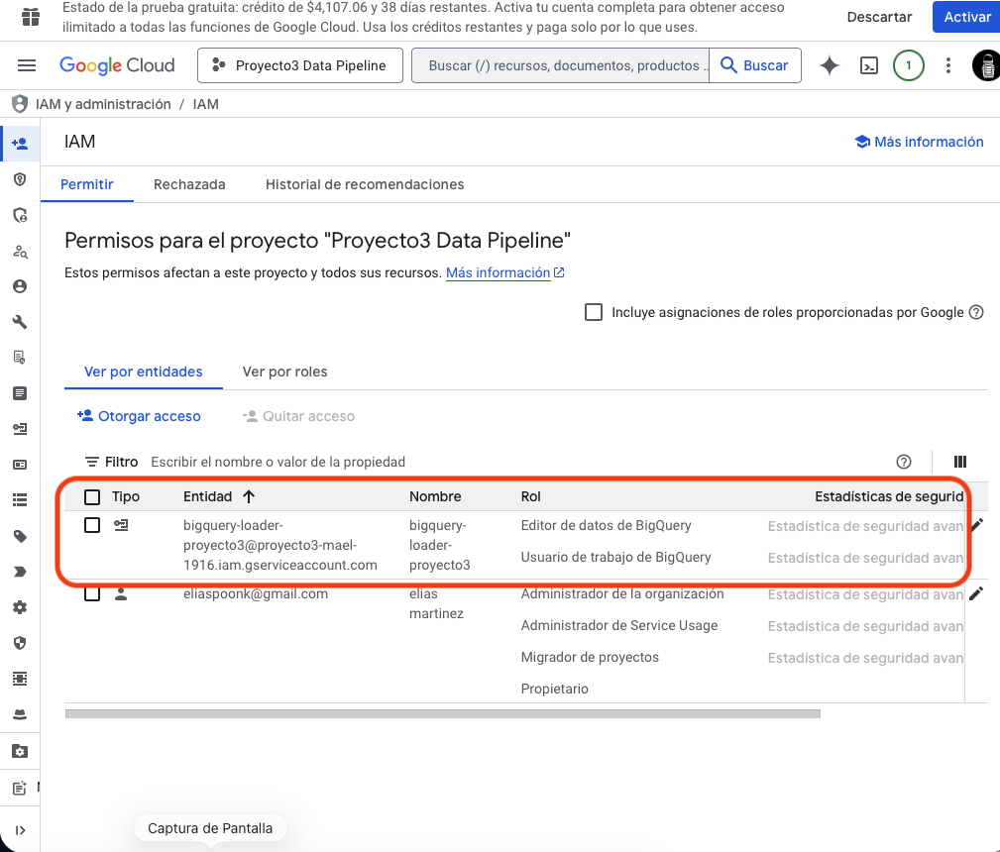 Estado de la prueba gratuita: crédito de $4,107.06 y 38 días restantes. Activa tu cuenta completa para obtener acceso
ilimitado a todas las funciones de Google Cloud. Usa los créditos restantes y paga solo por lo que uses.
Descartar
Activar
Google Cloud
Proyecto3 Data Pipeline
Buscar (/) recursos, documentos, productos ..
Buscar
1
IAM y administración / IAM
IAM
Más información
Permitir
Rechazada
Historial de recomendaciones
Permisos para el proyecto "Proyecto3 Data Pipeline"
Estos permisos afectan a este proyecto y todos sus recursos. Más información
Incluye asignaciones de roles proporcionadas por Google
Ver por entidades
Ver por roles
Otorgar acceso
Quitar acceso
Filtro Escribir el nombre o valor de la propiedad
Tipo Entidad Nombre Rol Estadísticas de segurid
bigquery-loader-
proyecto3@proyecto3-mael-
1916.iam.gserviceaccount.com
bigquery-
loader-
proyecto3
Editor de datos de BigQuery Estadística de seguridad avan
Usuario de trabajo de BigQuery Estadística de seguridad avan
eliaspoonk@gmail.com
elias
martinez
Administrador de la organización Estadística de seguridad avan
Administrador de Service Usage Estadística de seguridad avan
Migrador de proyectos Estadística de seguridad avan
Propietario
Captura de Pantalla